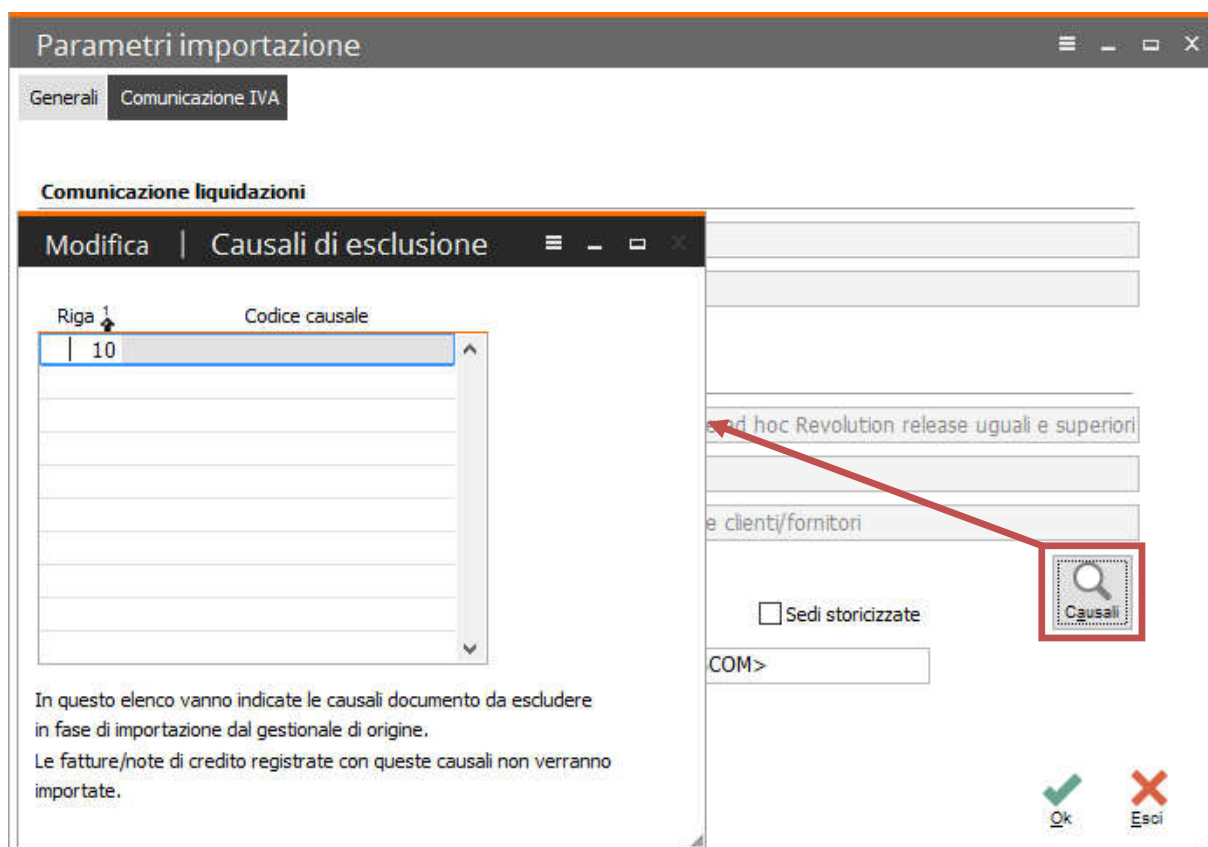 Parametri importazione
Generali Comunicazione IVA
Comunicazione liquidazioni
Modifica | Causali di esclusione
Riga 1 Codice causale
10
ad hoc Revolution release uguali e superiori
e clienti/fornitori
Sedi storicizzate
Causali
COM>
In questo elenco vanno indicate le causali documento da escludere
in fase di importazione dal gestionale di origine.
Le fatture/note di credito registrate con queste causali non verranno
importate.
Ok Esci